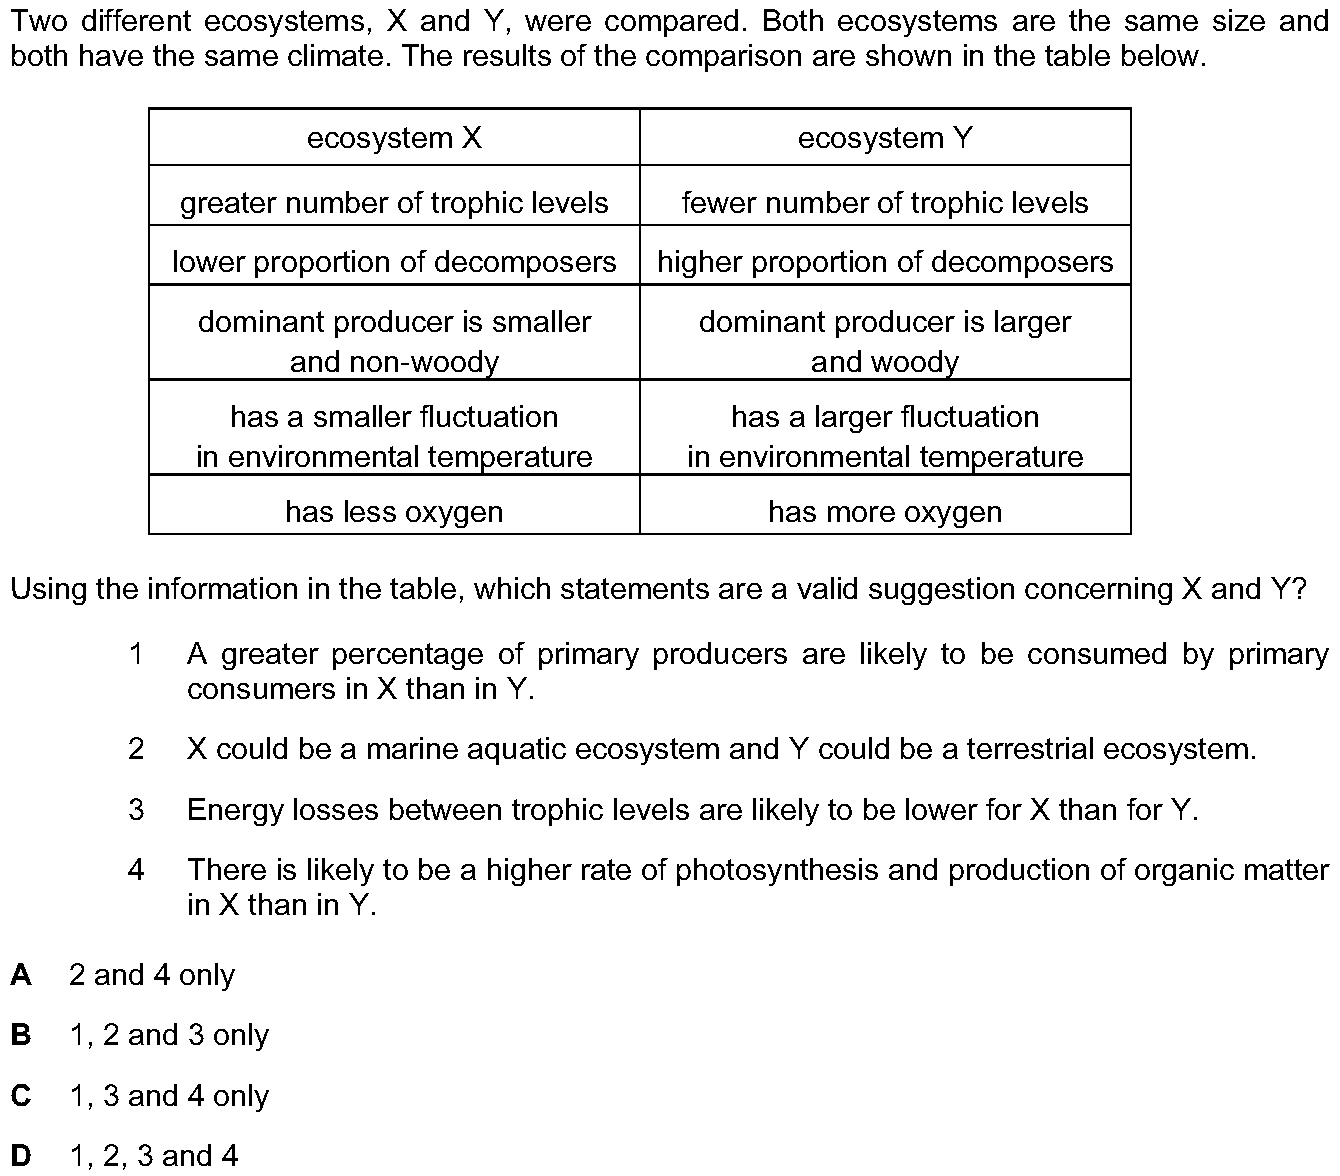 Two different ecosystems, X and Y, were compared. Both ecosystems are the same size and
both have the same climate. The results of the comparison are shown in the table below.
ecosystem X ecosystem Y
greater number of trophic levels fewer number of trophic levels
lower proportion of decomposers higher proportion of decomposers
dominant producer is smaller dominant producer is larger
and non-woody and woody
has a smaller fluctuation has a larger fluctuation
in environmental temperature in environmental temperature
has less oxygen has more oxygen
Using the information in the table, which statements are a valid suggestion concerning X and Y?
1 A greater percentage of primary producers are likely to be consumed by primary
consumers in X than in Y.
2 X could be a marine aquatic ecosystem and Y could be a terrestrial ecosystem.
3 Energy losses between trophic levels are likely to be lower for X than for Y.
4 There is likely to be a higher rate of photosynthesis and production of organic matter
in X than in Y.
A 2 and 4 only
B 1, 2 and 3 only
C 1, 3 and 4 only
D 1, 2, 3 and 4